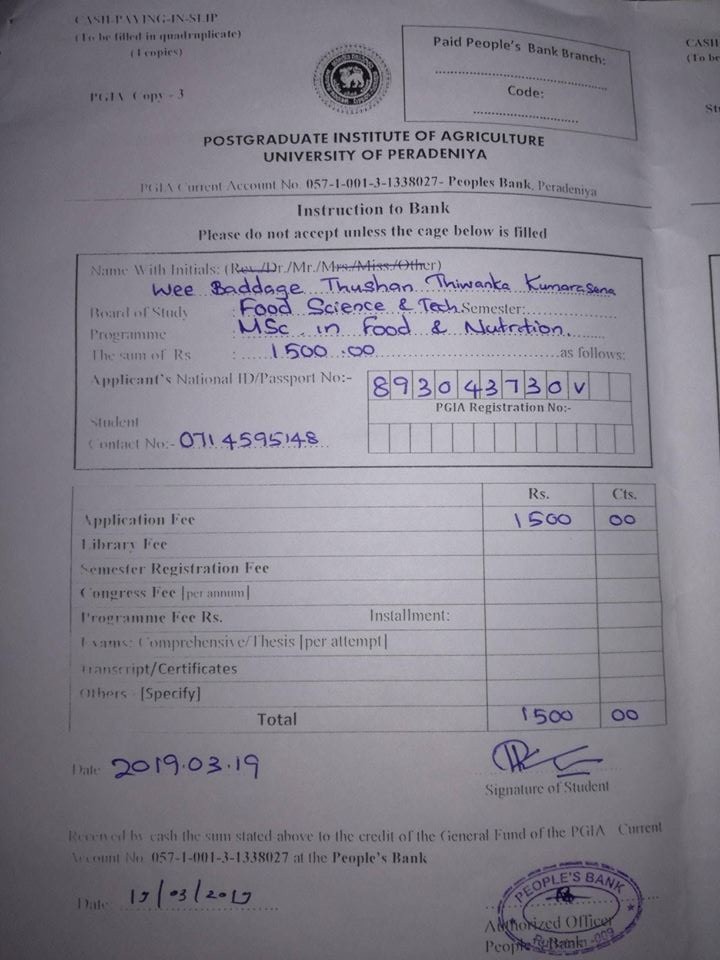 CASH-PAYING-IN-SLIP
(To be filled in quadruplicate)
(4 copies)
PGIA Copy - 3
Paid People's Bank Branch:
Code:
POSTGRADUATE INSTITUTE OF AGRICULTURE
UNIVERSITY OF PERADENIYA
PGIA Current Account No. 057-1-001-3-1338027- Peoples Bank, Peradeniya
Instruction to Bank
Please do not accept unless the cage below is filled
Name With Initials: (Rev./Dr./Mr./Mrs./Miss./Other)
Wee Baddage Thushan Thiwanka Kumarasena
Board of Study : Food Science & Tech. Semester:
Programme : MSc. in Food & Nutrition.
The sum of Rs : 1500.00 as follows:
Applicant's National ID/Passport No:- 893043730V
PGIA Registration No:-
Student
Contact No:- 0714595148
Rs. Cts.
Application Fee 1500 00
Library Fee
Semester Registration Fee
Congress Fee [per annum]
Programme Fee Rs. Installment:
Exams: Comprehensive/Thesis [per attempt]
Transcript/Certificates
Others - [Specify]
Total 1500 00
Date 2019.03.19
Signature of Student
Received by cash the sum stated above to the credit of the General Fund of the PGIA Current
Account No. 057-1-001-3-1338027 at the People's Bank
Date: 19/03/2019
PEOPLE'S BANK
Authorized Officer
People's Bank
CASH
(To be